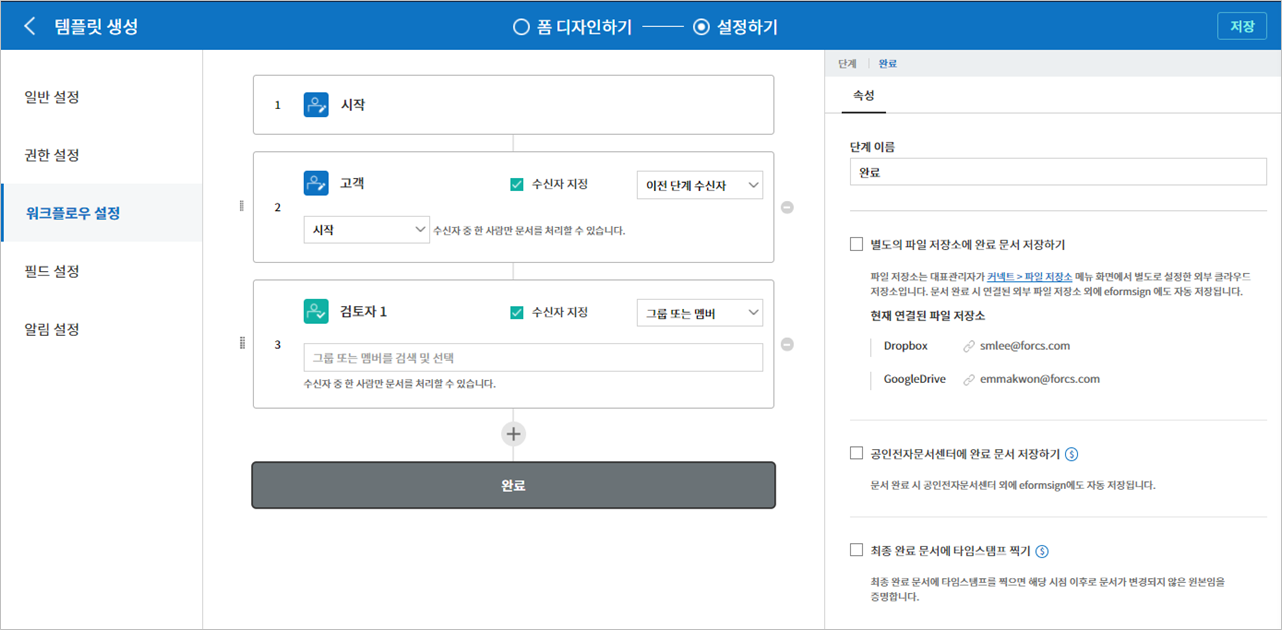 템플릿 생성
폼 디자인하기
설정하기
저장
일반 설정
권한 설정
워크플로우 설정
필드 설정
알림 설정
1
시작
2
고객
수신자 지정
이전 단계 수신자
시작
수신자 중 한 사람만 문서를 처리할 수 있습니다.
3
검토자 1
수신자 지정
그룹 또는 멤버
그룹 또는 멤버를 검색 및 선택
수신자 중 한 사람만 문서를 처리할 수 있습니다.
완료
단계
완료
속성
단계 이름
완료
별도의 파일 저장소에 완료 문서 저장하기
파일 저장소는 대표관리자가 커넥트 > 파일 저장소 메뉴 화면에서 별도로 설정한 외부 클라우드
저장소입니다. 문서 완료 시 연결된 외부 파일 저장소 외에 eformsign 에도 자동 저장됩니다.
현재 연결된 파일 저장소
Dropbox smlee@forcs.com
GoogleDrive emmakwon@forcs.com
공인전자문서센터에 완료 문서 저장하기 $
문서 완료 시 공인전자문서센터 외에 eformsign에도 자동 저장됩니다.
최종 완료 문서에 타임스탬프 찍기 $
최종 완료 문서에 타임스탬프를 찍으면 해당 시점 이후로 문서가 변경되지 않은 원본임을
증명합니다.